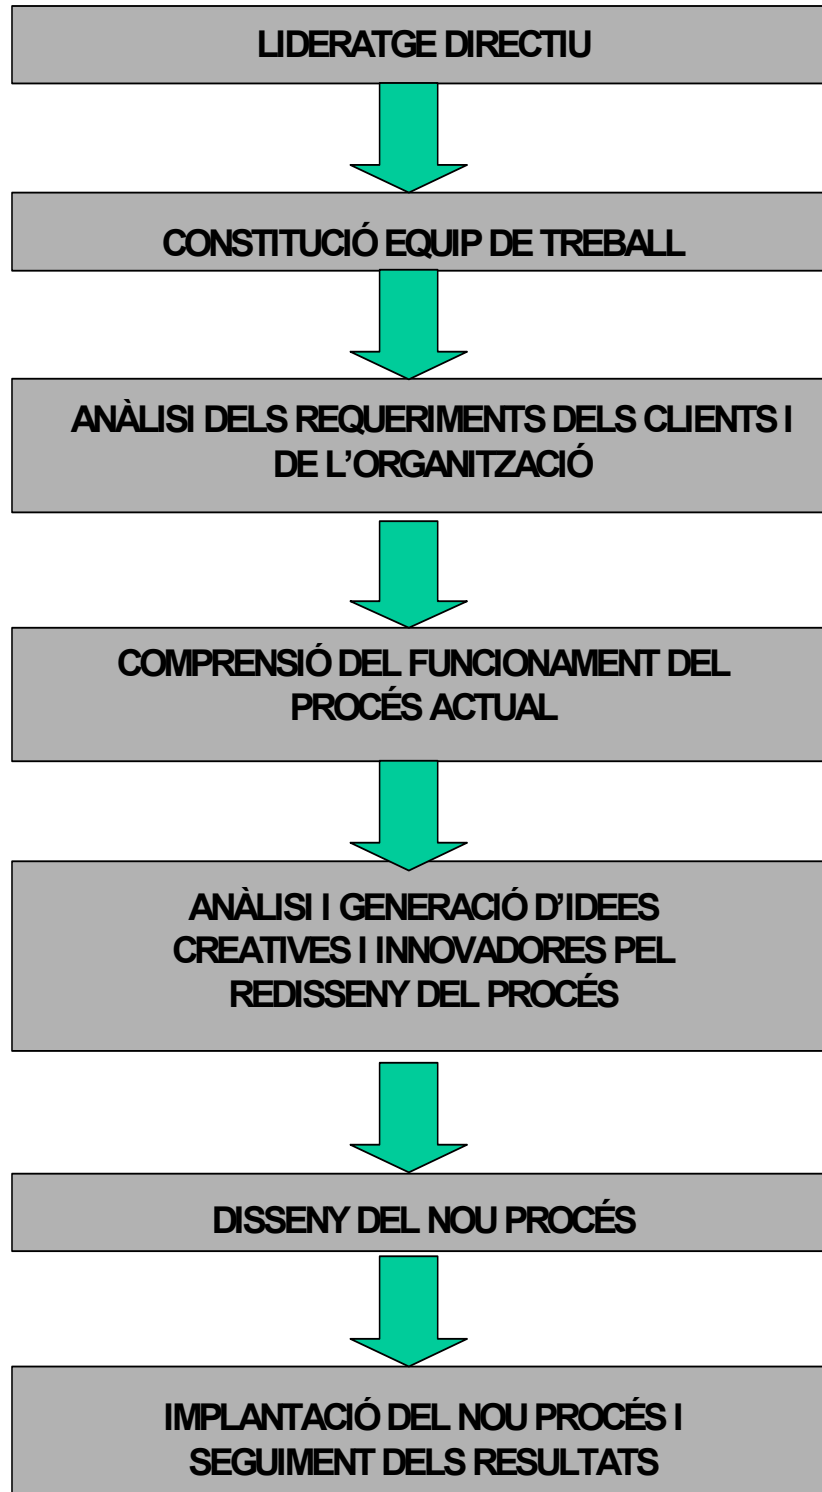 LIDERATGE DIRECTIU
CONSTITUCIÓ EQUIP DE TREBALL
ANÀLISI DELS REQUERIMENTS DELS CLIENTS I
DE L’ORGANITZACIÓ
COMPRENSIÓ DEL FUNCIONAMENT DEL
PROCÉS ACTUAL
ANÀLISI I GENERACIÓ D’IDEES
CREATIVES I INNOVADORES PEL
REDISSENY DEL PROCÉS
DISSENY DEL NOU PROCÉS
IMPLANTACIÓ DEL NOU PROCÉS I
SEGUIMENT DELS RESULTATS